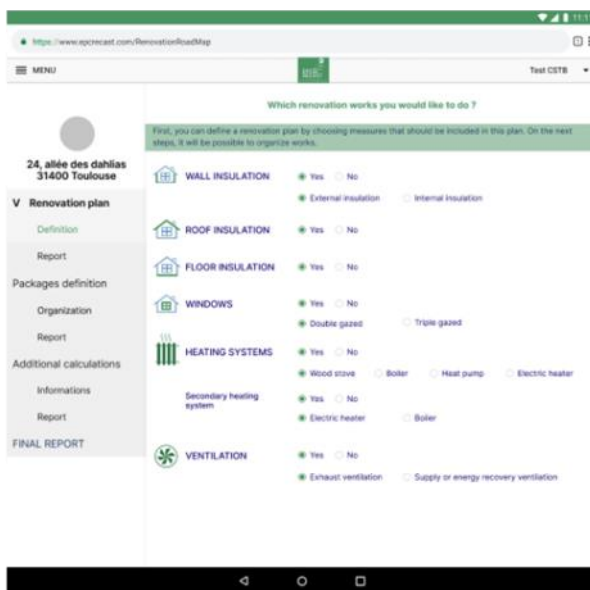 11:1
https://www.epcrecast.com/RenovationRoadMap
MENU
Test CSTB
Which renovation works you would like to do ?
First, you can define a renovation plan by choosing measures that should be included in this plan. On the next
steps, it will be possible to organize works.
24, allée des dahlias
31400 Toulouse
V Renovation plan
Definition
Report
Packages definition
Organization
Report
Additional calculations
Informations
Report
FINAL REPORT
WALL INSULATION Yes No
External insulation Internal insulation
ROOF INSULATION Yes No
FLOOR INSULATION Yes No
WINDOWS Yes No
Double gazed Triple gazed
HEATING SYSTEMS Yes No
Wood stove Boiler Heat pump Electric heater
Secondary heating
system Yes No
Electric heater Boiler
VENTILATION Yes No
Exhaust ventilation Supply or energy recovery ventilation